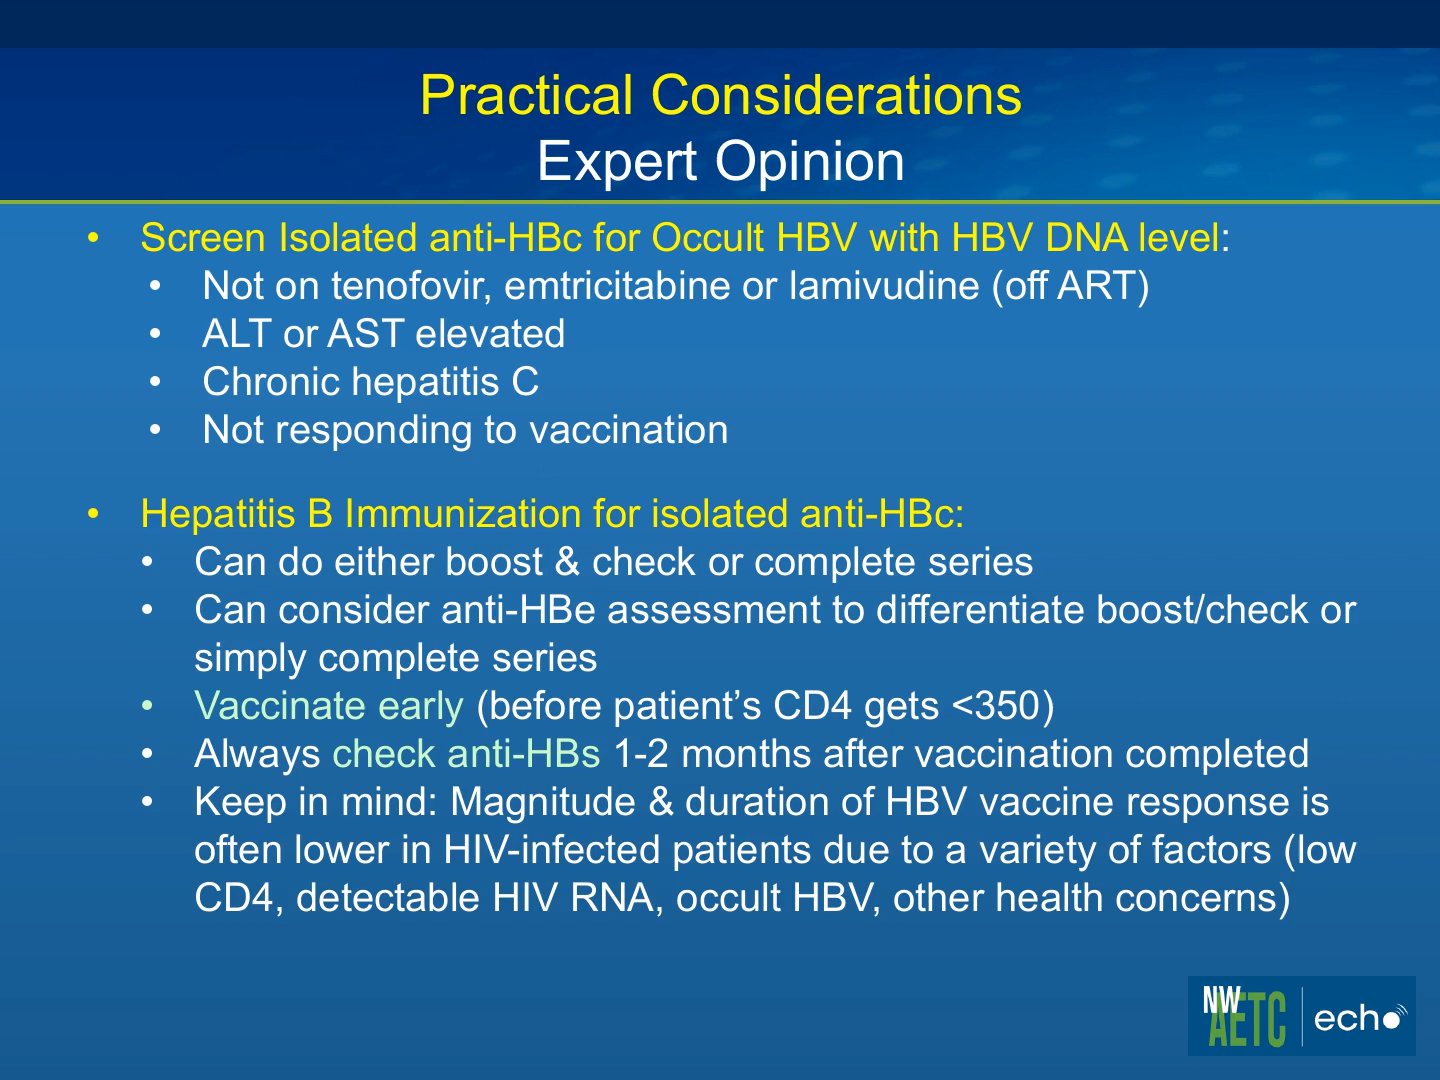 Practical Considerations
Expert Opinion
• Screen Isolated anti-HBc for Occult HBV with HBV DNA level:
• Not on tenofovir, emtricitabine or lamivudine (off ART)
• ALT or AST elevated
• Chronic hepatitis C
• Not responding to vaccination
• Hepatitis B Immunization for isolated anti-HBc:
• Can do either boost & check or complete series
• Can consider anti-HBe assessment to differentiate boost/check or
simply complete series
• Vaccinate early (before patient’s CD4 gets <350)
• Always check anti-HBs 1-2 months after vaccination completed
• Keep in mind: Magnitude & duration of HBV vaccine response is
often lower in HIV-infected patients due to a variety of factors (low
CD4, detectable HIV RNA, occult HBV, other health concerns)
NW
AETC
echo